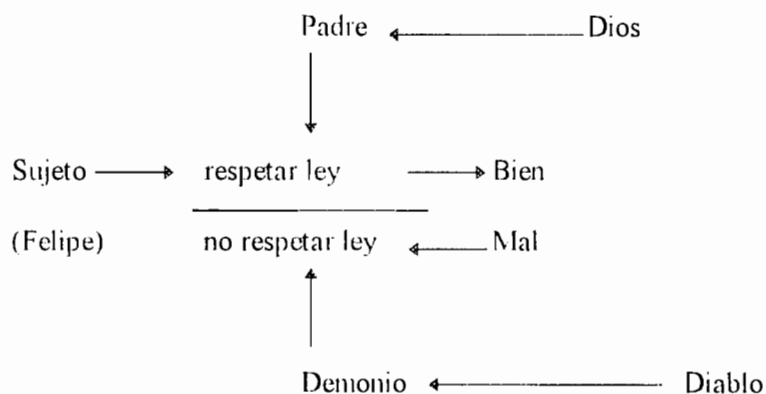 Padre Dios
Sujeto respetar ley Bien
(Felipe) no respetar ley Mal
Demonio Diablo